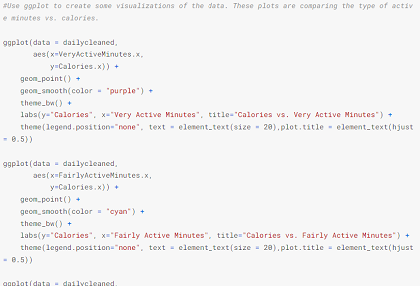 #Use ggplot to create some visualizations of the data. These plots are comparing the type of activ
e minutes vs. calories.
ggplot(data = dailycleaned,
aes(x=VeryActiveMinutes.x,
y=Calories.x)) +
geom_point() +
geom_smooth(color = "purple") +
theme_bw() +
labs(y="Calories", x="Very Active Minutes", title="Calories vs. Very Active Minutes") +
theme(legend.position="none", text = element_text(size = 20),plot.title = element_text(hjust
= 0.5))
ggplot(data = dailycleaned,
aes(x=FairlyActiveMinutes.x,
y=Calories.x)) +
geom_point() +
geom_smooth(color = "cyan") +
theme_bw() +
labs(y="Calories", x="Fairly Active Minutes", title="Calories vs. Fairly Active Minutes") +
theme(legend.position="none", text = element_text(size = 20),plot.title = element_text(hjust
= 0.5))
ggplot(data = dailycleaned,